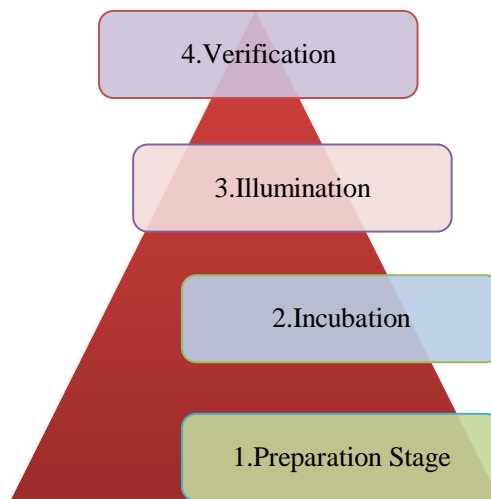 4.Verification
3.Illumination
2.Incubation
1.Preparation Stage